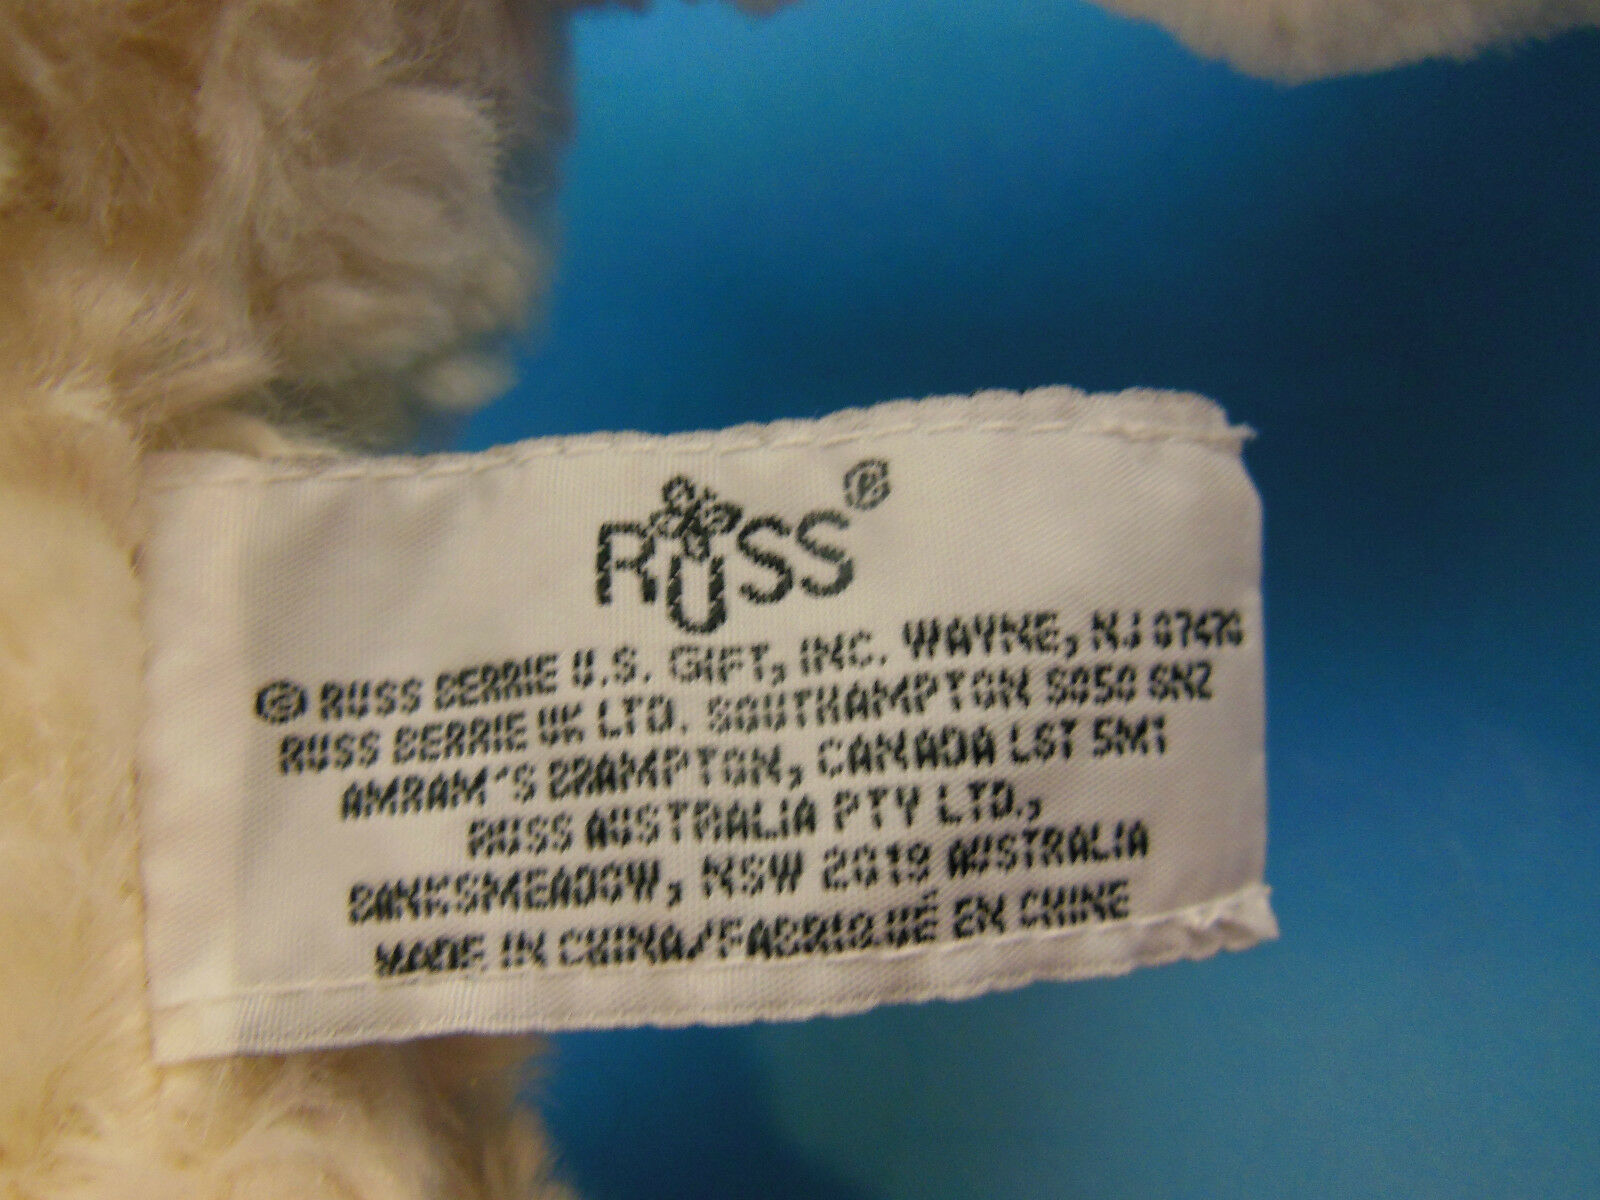 RUSS®
© RUSS BERRIE U.S. GIFT, INC. WAYNE, NJ 07470
RUSS BERRIE UK LTD. SOUTHAMPTON SO50 6NZ
AMRAM'S BRAMPTON, CANADA L6T 5M1
RUSS AUSTRALIA PTY LTD.,
BANKSMEADOW, NSW 2019 AUSTRALIA
MADE IN CHINA/FABRIQUÉ EN CHINE